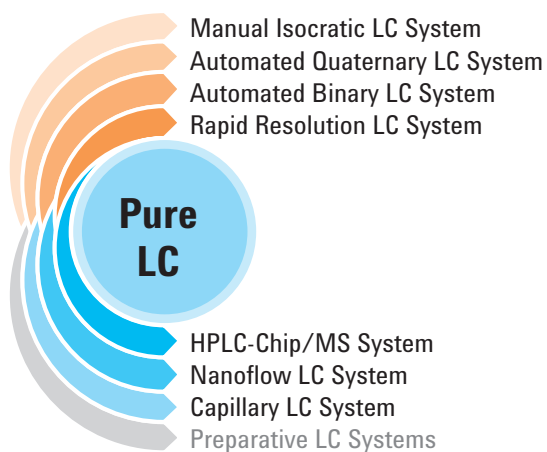 Manual Isocratic LC System
Automated Quaternary LC System
Automated Binary LC System
Rapid Resolution LC System
Pure
LC
HPLC-Chip/MS System
Nanoflow LC System
Capillary LC System
Preparative LC Systems